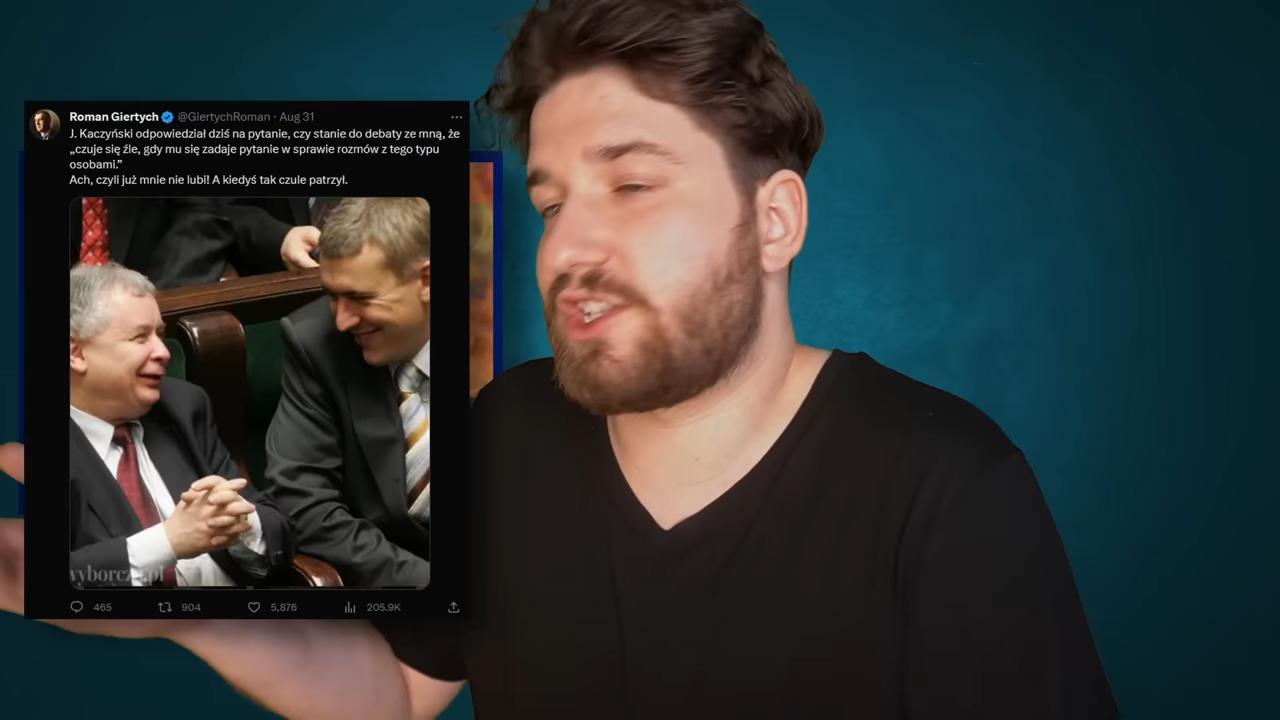 Roman Giertych @GiertychRoman · Aug 31
J. Kaczyński odpowiedział dziś na pytanie, czy stanie do debaty ze mną, że
„czuje się źle, gdy mu się zadaje pytanie w sprawie rozmów z tego typu
osobami.”
Ach, czyli już mnie nie lubi! A kiedyś tak czule patrzył.
wyborcza.pl
465 904 5,876 205.9K